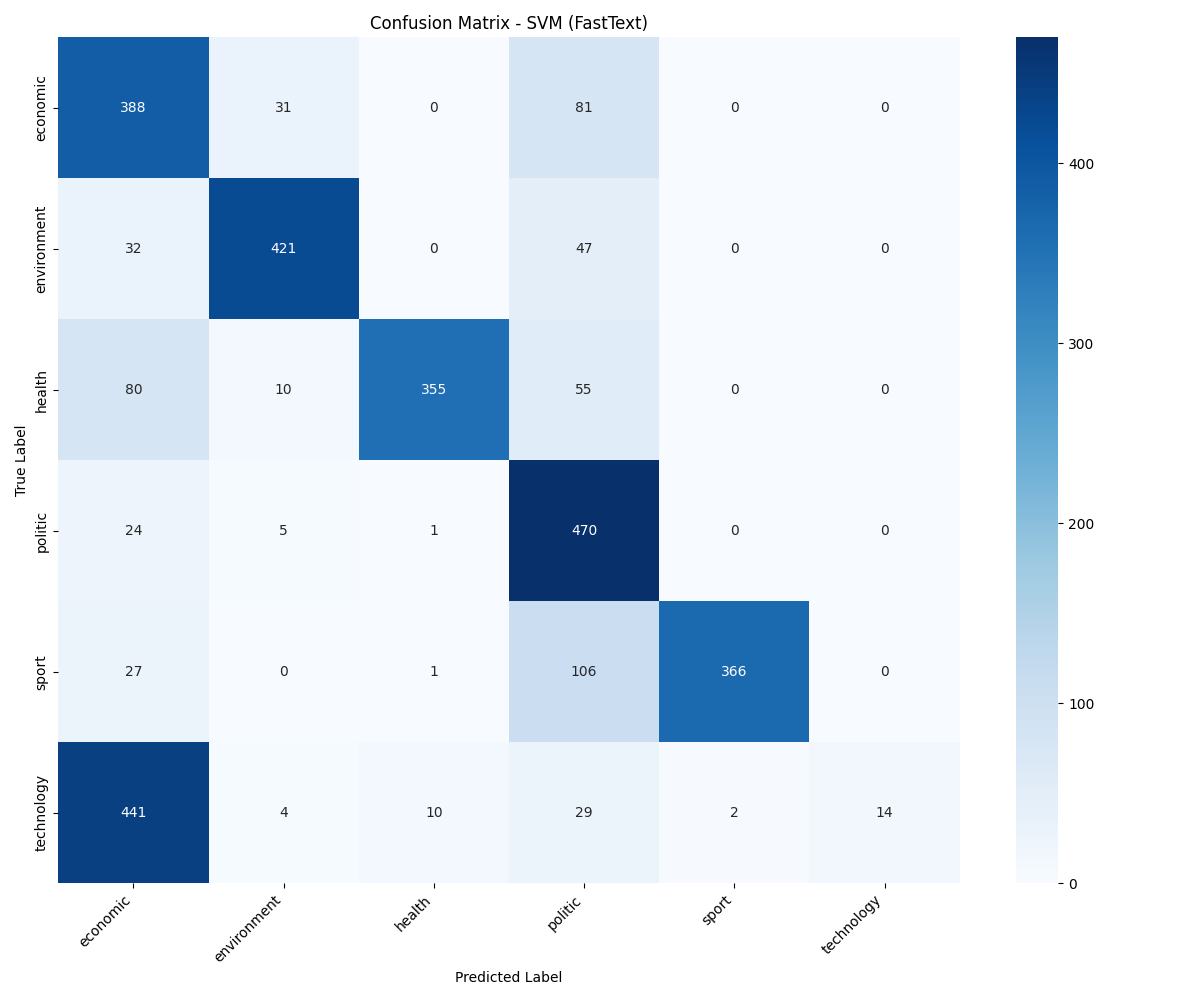 Confusion Matrix - SVM (FastText)
True Label
economic 388 31 0 81 0 0
environment 32 421 0 47 0 0
health 80 10 355 55 0 0
politic 24 5 1 470 0 0
sport 27 0 1 106 366 0
technology 441 4 10 29 2 14
economic environment health politic sport technology
Predicted Label
400
300
200
100
0